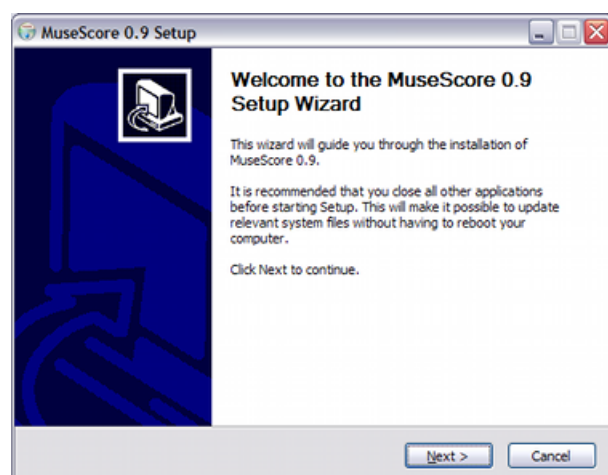 MuseScore 0.9 Setup
Welcome to the MuseScore 0.9
Setup Wizard
This wizard will guide you through the installation of
MuseScore 0.9.
It is recommended that you close all other applications
before starting Setup. This will make it possible to update
relevant system files without having to reboot your
computer.
Click Next to continue.
Next >
Cancel